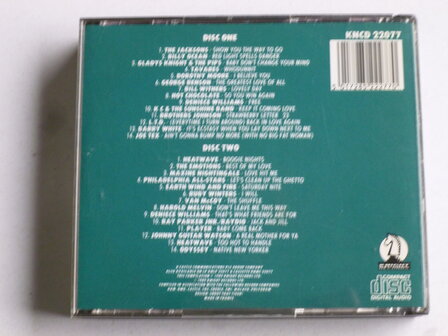 DISC ONE
KNCD 22077
1. THE JACKSONS - SHOW YOU THE WAY TO GO
2. BILLY OCEAN - RED LIGHT SPELLS DANGER
3. GLADYS KNIGHT & THE PIPS - BABY DON'T CHANGE YOUR MIND
4. TAVARES - WHODUNNIT
5. DOROTHY MOORE - I BELIEVE YOU
6. GEORGE BENSON - THE GREATEST LOVE OF ALL
7. BILL WITHERS - LOVELY DAY
8. HOT CHOCOLATE - SO YOU WIN AGAIN
9. DENIECE WILLIAMS - FREE
10. K C & THE SUNSHINE BAND - KEEP IT COMING LOVE
11. BROTHERS JOHNSON - STRAWBERRY LETTER 23
12. L.T.D. - (EVERYTIME I TURN AROUND) BACK IN LOVE AGAIN
13. BARRY WHITE - IT'S ECSTASY WHEN YOU LAY DOWN NEXT TO ME
14. JOE TEX - AIN'T GONNA BUMP NO MORE (WITH NO BIG FAT WOMAN)
DISC TWO
1. HEATWAVE - BOOGIE NIGHTS
2. THE EMOTIONS - BEST OF MY LOVE
3. MAXINE NIGHTINGALE - LOVE HIT ME
4. PHILADELPHIA ALL-STARS - LET'S CLEAN UP THE GHETTO
5. EARTH WIND AND FIRE - SATURDAY NITE
6. RUBY WINTERS - I WILL
7. VAN McCOY - THE SHUFFLE
8. HAROLD MELVIN - DON'T LEAVE ME THIS WAY
9. DENIECE WILLIAMS - THAT'S WHAT FRIENDS ARE FOR
10. RAY PARKER JNR./RAYDIO - JACK AND JILL
11. PLAYER - BABY COME BACK
12. JOHNNY GUITAR WATSON - A REAL MOTHER FOR YA
13. HEATWAVE - TOO HOT TO HANDLE
14. ODYSSEY - NATIVE NEW YORKER
COMPACT
disc
DIGITAL AUDIO